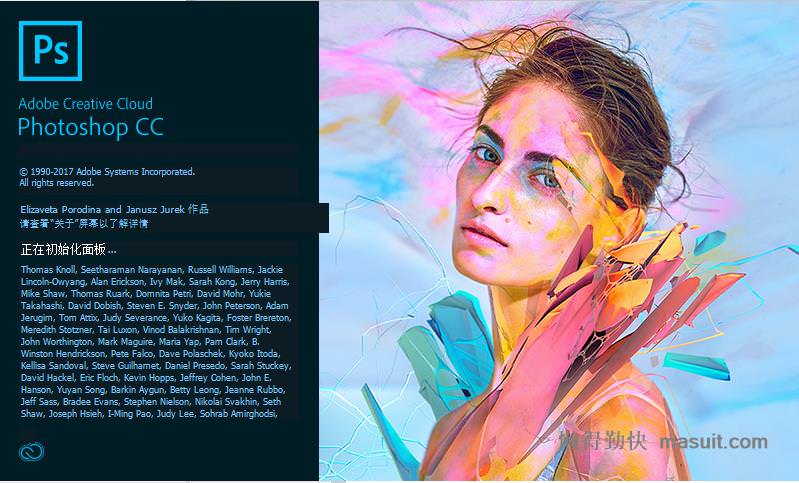 Ps
Adobe Creative Cloud
Photoshop CC
© 1990-2017 Adobe Systems Incorporated.
All rights reserved.
Elizaveta Porodina and Janusz Jurek 作品
请查看“关于”屏幕以了解详情
正在初始化面板...
Thomas Knoll, Seetharaman Narayanan, Russell Williams, Jackie
Lincoln-Owyang, Alan Erickson, Ivy Mak, Sarah Kong, Jerry Harris,
Mike Shaw, Thomas Ruark, Domnita Petri, David Mohr, Yukie
Takahashi, David Dobish, Steven E. Snyder, John Peterson, Adam
Jerugim, Tom Attix, Judy Severance, Yuko Kagita, Foster Brereton,
Meredith Stotzner, Tai Luxon, Vinod Balakrishnan, Tim Wright,
John Worthington, Mark Maguire, Maria Yap, Pam Clark, B.
Winston Hendrickson, Pete Falco, Dave Polaschek, Kyoko Itoda,
Kellisa Sandoval, Steve Guilhamet, Daniel Presedo, Sarah Stuckey,
David Hackel, Eric Floch, Kevin Hopps, Jeffrey Cohen, John E.
Hanson, Yuyan Song, Barkin Aygun, Betty Leong, Jeanne Rubbo,
Jeff Sass, Bradee Evans, Stephen Nielson, Nikolai Svakhin, Seth
Shaw, Joseph Hsieh, I-Ming Pao, Judy Lee, Sohrab Amirghodsi,
懒得勤快 masuit.com